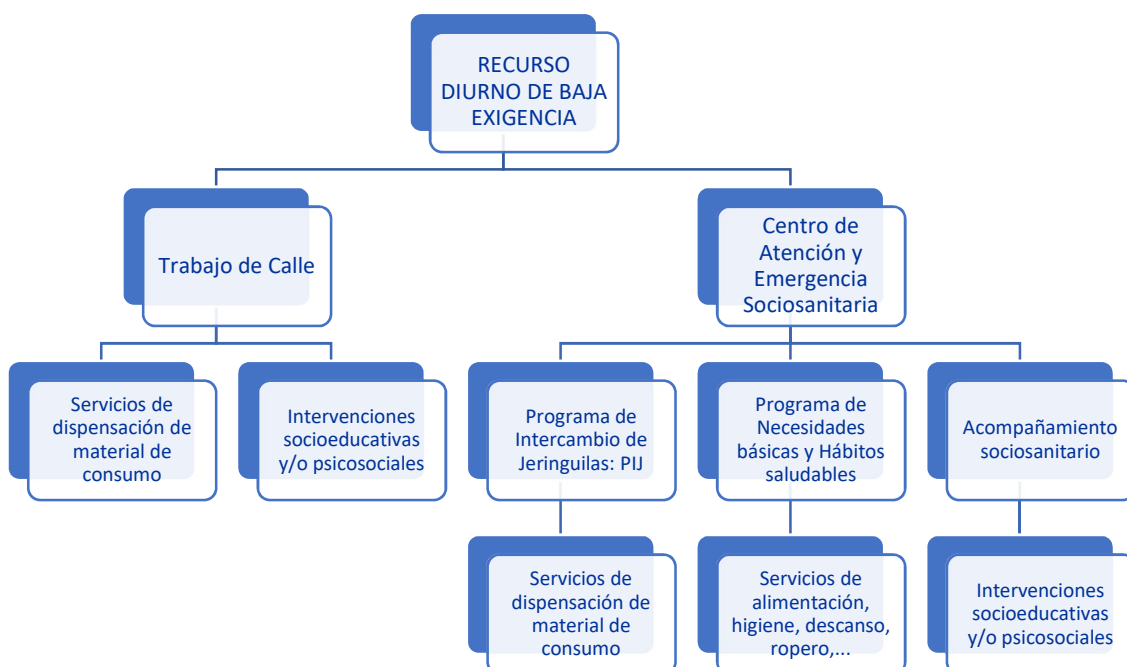 RECURSO
DIURNO DE BAJA
EXIGENCIA
Trabajo de Calle
Centro de
Atención y
Emergencia
Sociosanitaria
Servicios de
dispensación de
material de
consumo
Intervenciones
socioeducativas
y/o psicosociales
Programa de
Intercambio de
Jeringuilas: PIJ
Programa de
Necesidades
básicas y Hábitos
saludables
Acompañamiento
sociosanitario
Servicios de
dispensación de
material de
consumo
Servicios de
alimentación,
higiene, descanso,
ropero,...
Intervenciones
socioeducativas
y/o psicosociales